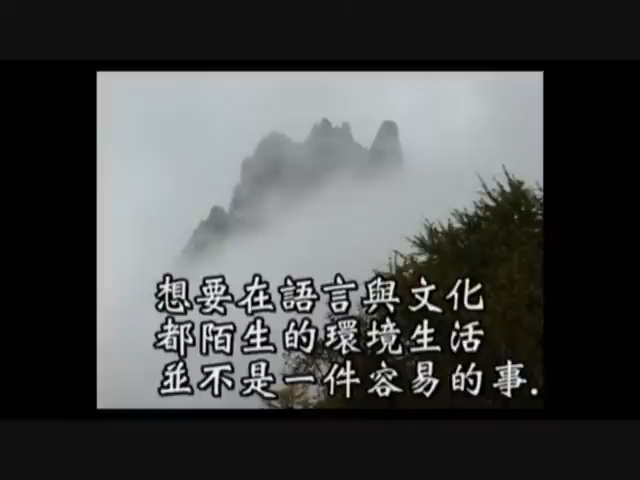 想要在語言與文化
都陌生的環境生活
並不是一件容易的事.